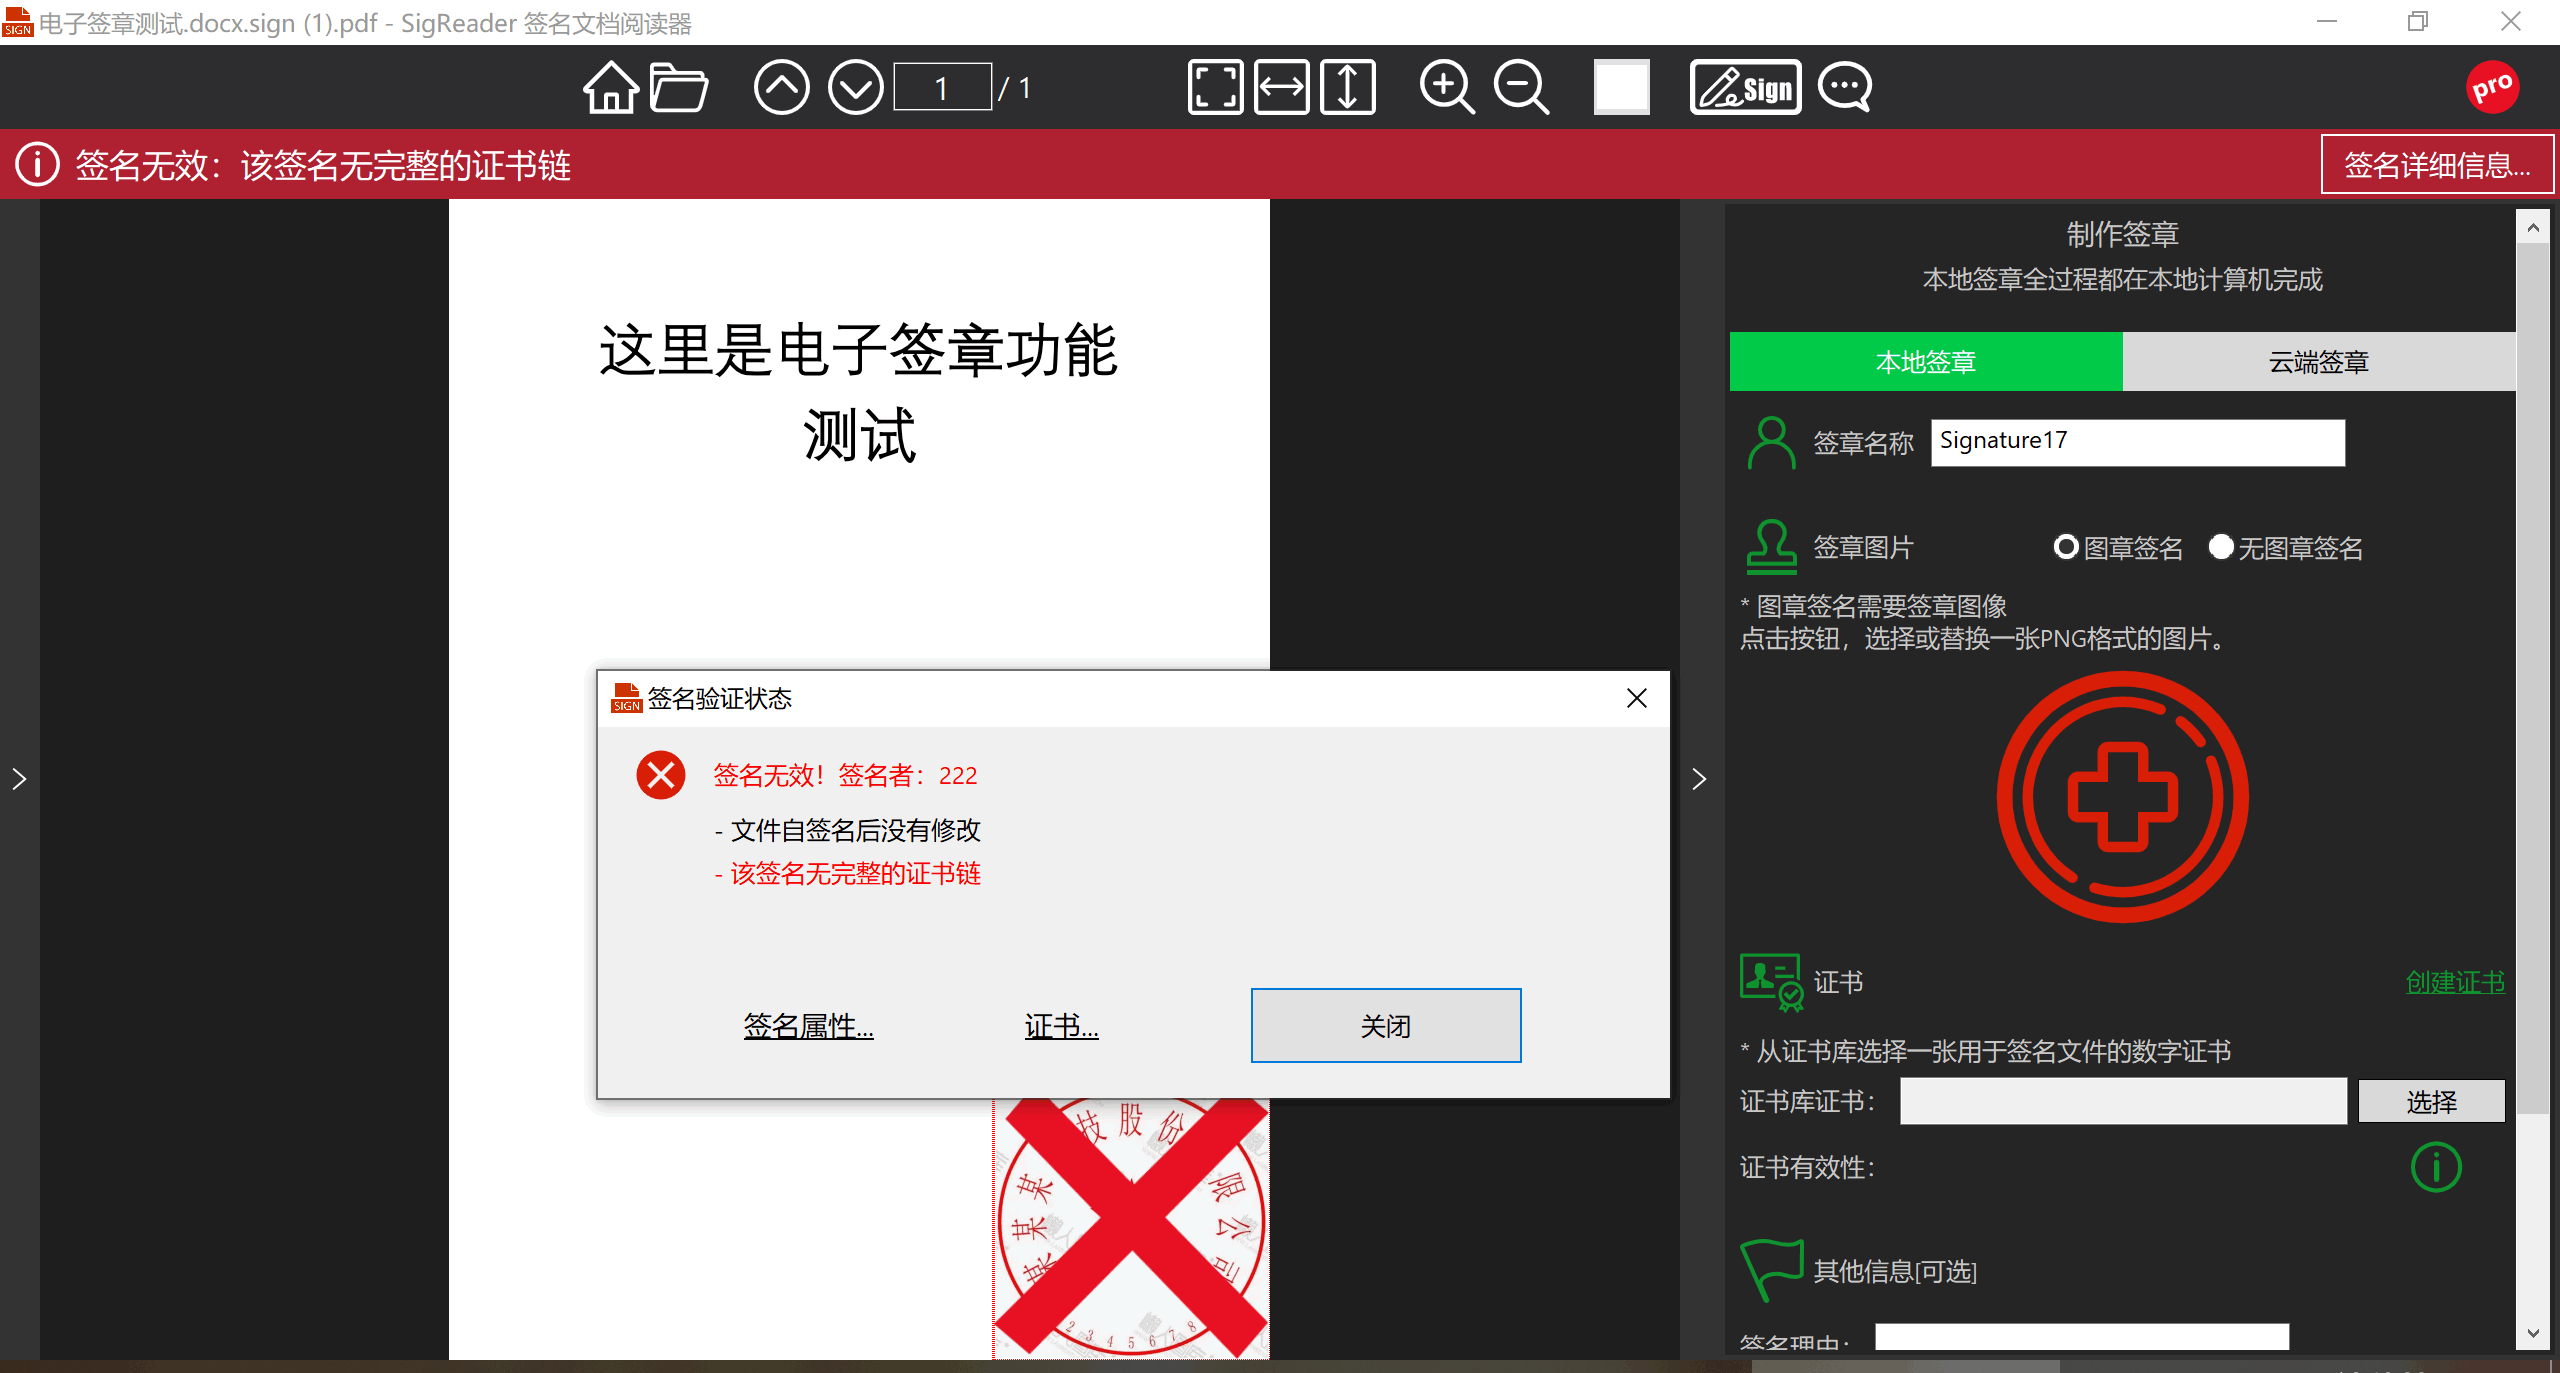 SIGN 电子签章测试.docx.sign (1).pdf - SigReader 签名文档阅读器
1 / 1
Sign
pro
签名无效：该签名无完整的证书链
签名详细信息...
这里是电子签章功能
测试
SIGN 签名验证状态
签名无效！签名者：222
- 文件自签名后没有修改
- 该签名无完整的证书链
签名属性...
证书...
关闭
技股份
限公司
某某某
2 3 4 5 6 7 8
制作签章
本地签章全过程都在本地计算机完成
本地签章
云端签章
签章名称 Signature17
签章图片 图章签名 无图章签名
* 图章签名需要签章图像
点击按钮，选择或替换一张PNG格式的图片。
证书 创建证书
* 从证书库选择一张用于签名文件的数字证书
证书库证书： 选择
证书有效性：
其他信息[可选]
签名理由：